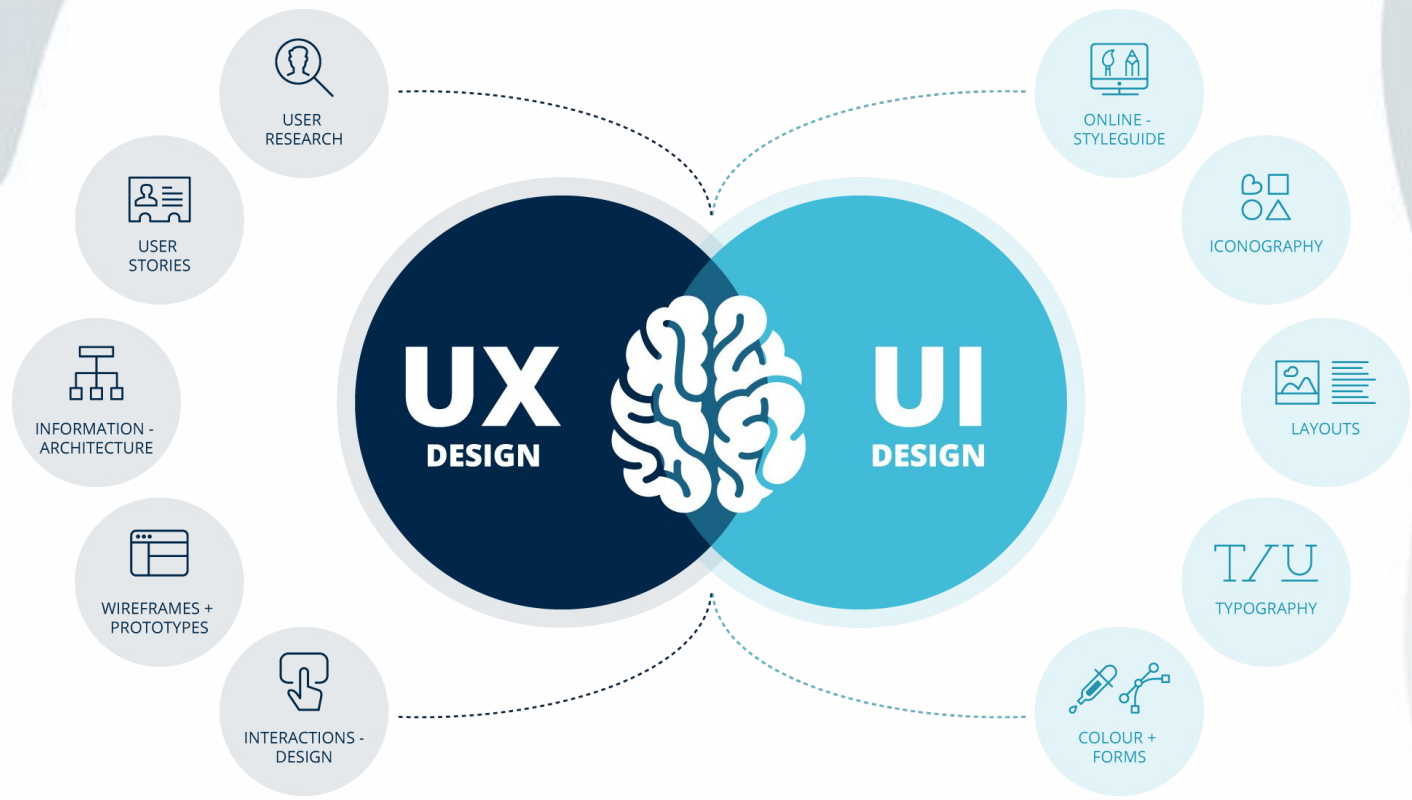 USER
RESEARCH
USER
STORIES
INFORMATION -
ARCHITECTURE
WIREFRAMES +
PROTOTYPES
INTERACTIONS -
DESIGN
UX
DESIGN
UI
DESIGN
ONLINE -
STYLEGUIDE
ICONOGRAPHY
LAYOUTS
T/U
TYPOGRAPHY
COLOUR +
FORMS